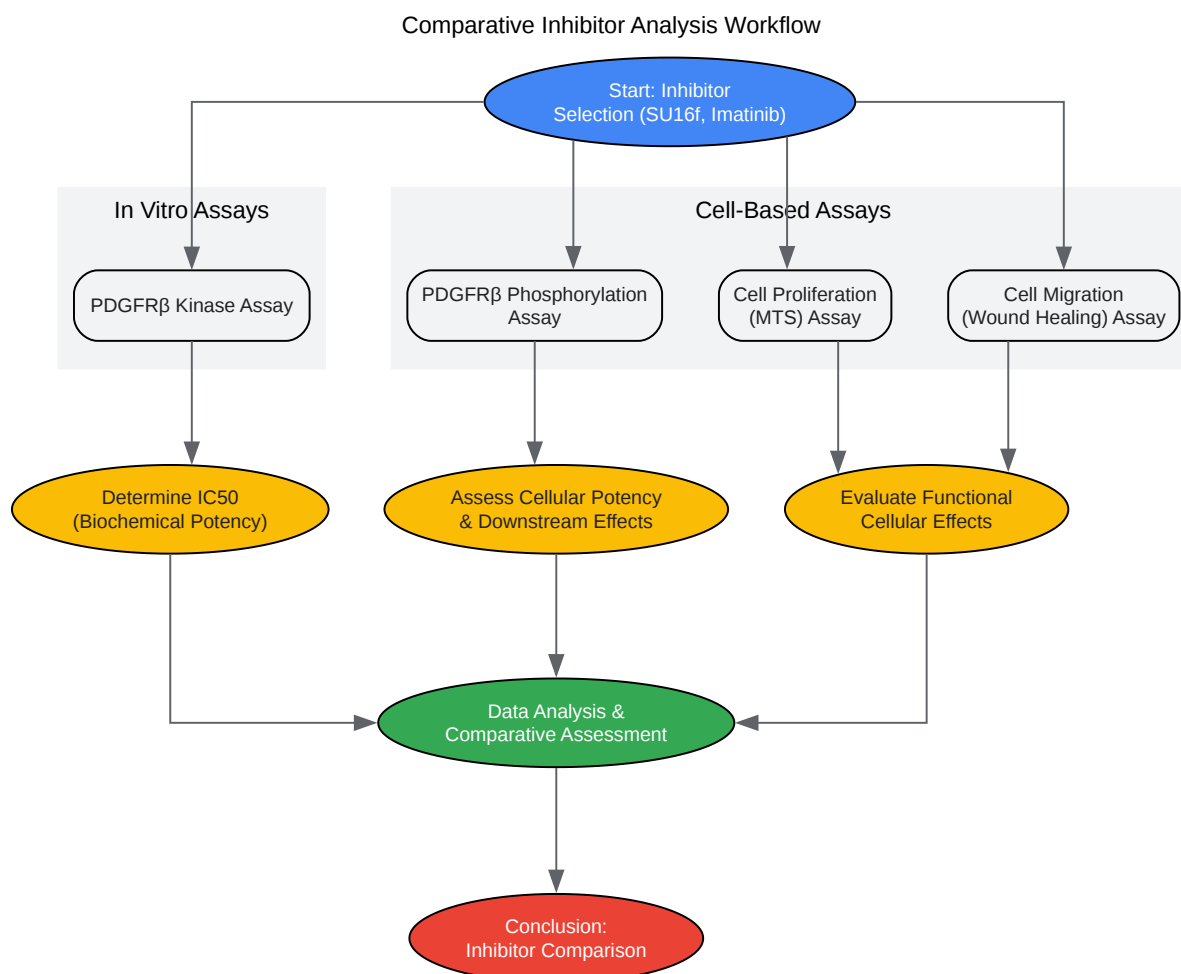 Comparative Inhibitor Analysis Workflow
Start: Inhibitor
Selection (SU16f, Imatinib)
In Vitro Assays
Cell-Based Assays
PDGFRβ Kinase Assay
PDGFRβ Phosphorylation
Assay
Cell Proliferation
(MTS) Assay
Cell Migration
(Wound Healing) Assay
Determine IC50
(Biochemical Potency)
Assess Cellular Potency
& Downstream Effects
Evaluate Functional
Cellular Effects
Data Analysis &
Comparative Assessment
Conclusion:
Inhibitor Comparison